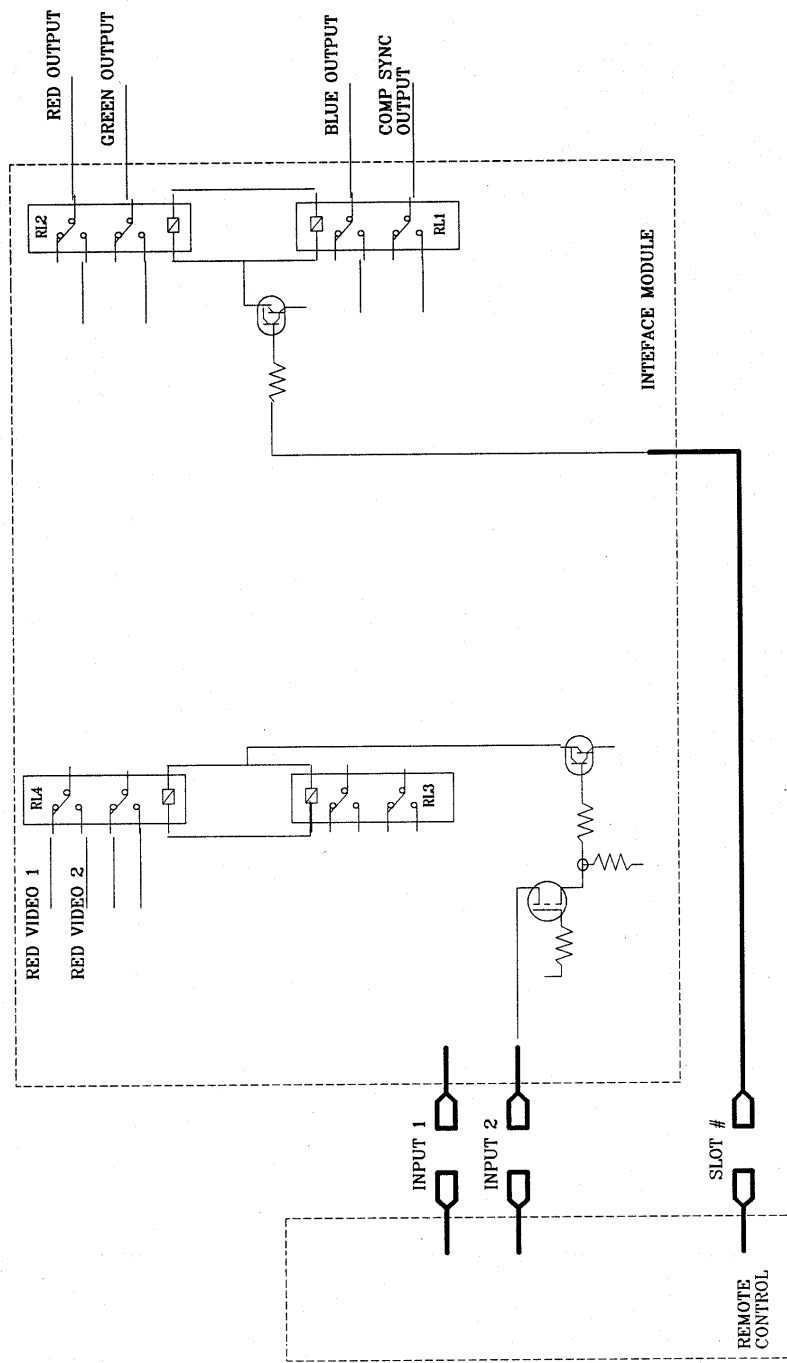 RED OUTPUT
GREEN OUTPUT
BLUE OUTPUT
COMP SYNC
OUTPUT
RL2
RL1
INTEFACE MODULE
RL4
RL3
RED VIDEO 1
RED VIDEO 2
INPUT 1
INPUT 2
SLOT #
REMOTE
CONTROL